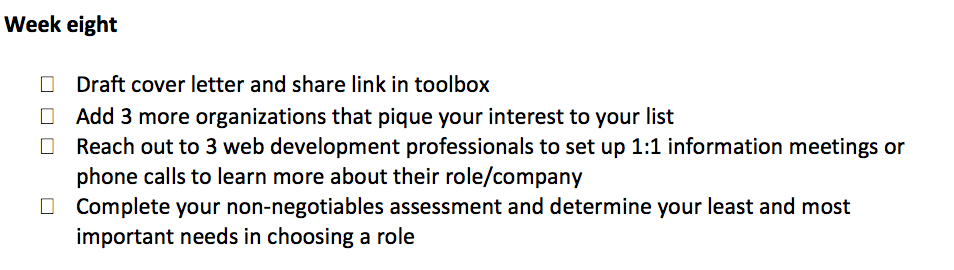 Week eight
☐ Draft cover letter and share link in toolbox
☐ Add 3 more organizations that pique your interest to your list
☐ Reach out to 3 web development professionals to set up 1:1 information meetings or
phone calls to learn more about their role/company
☐ Complete your non-negotiables assessment and determine your least and most
important needs in choosing a role